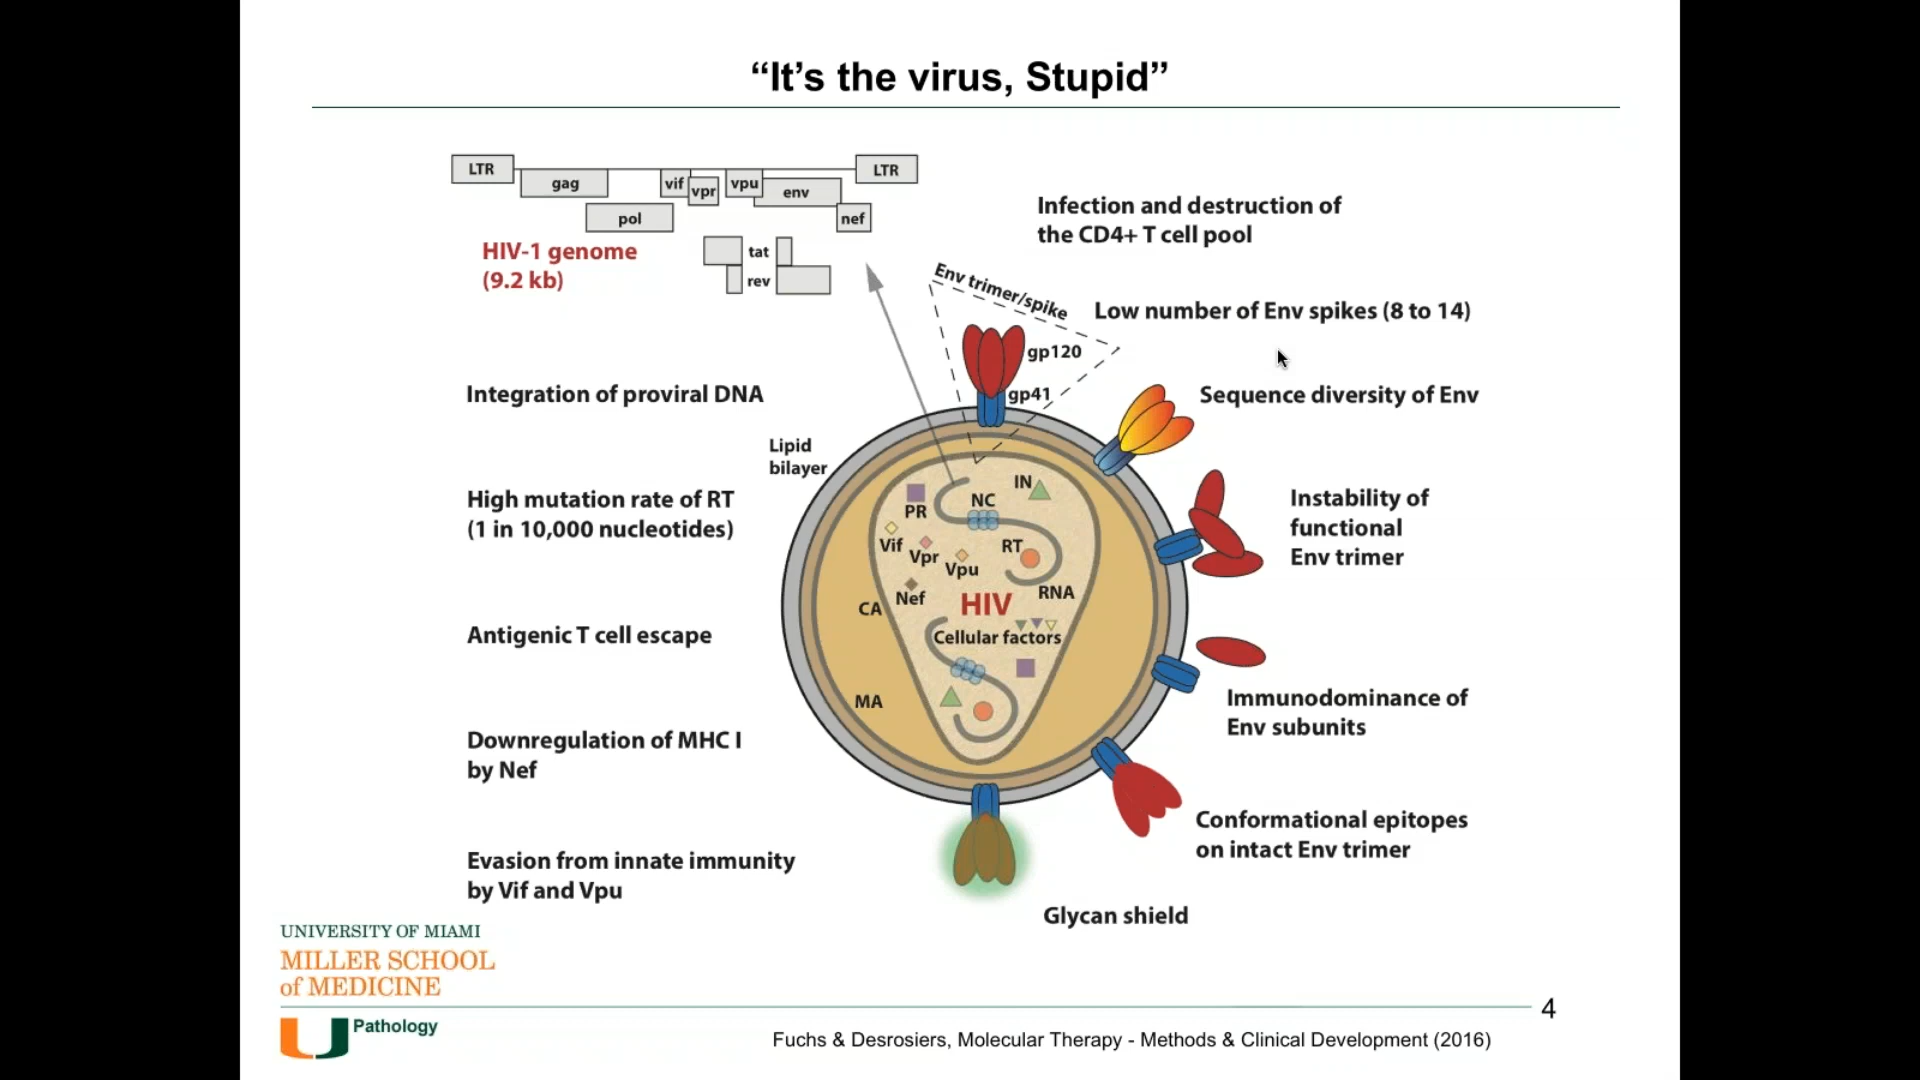 “It’s the virus, Stupid”
LTR
LTR
gag
vif
vpr
vpu
env
pol
nef
HIV-1 genome
(9.2 kb)
tat
rev
Infection and destruction of
the CD4+ T cell pool
Env trimer/spike
Low number of Env spikes (8 to 14)
gp120
gp41
Integration of proviral DNA
Sequence diversity of Env
Lipid
bilayer
High mutation rate of RT
(1 in 10,000 nucleotides)
Instability of
functional
Env trimer
IN
NC
PR
Vif
Vpr
Vpu
RT
Nef
RNA
CA
HIV
Cellular factors
Antigenic T cell escape
MA
Immunodominance of
Env subunits
Downregulation of MHC I
by Nef
Conformational epitopes
on intact Env trimer
Evasion from innate immunity
by Vif and Vpu
Glycan shield
UNIVERSITY OF MIAMI
MILLER SCHOOL
of MEDICINE
U
Pathology
4
Fuchs & Desrosiers, Molecular Therapy - Methods & Clinical Development (2016)